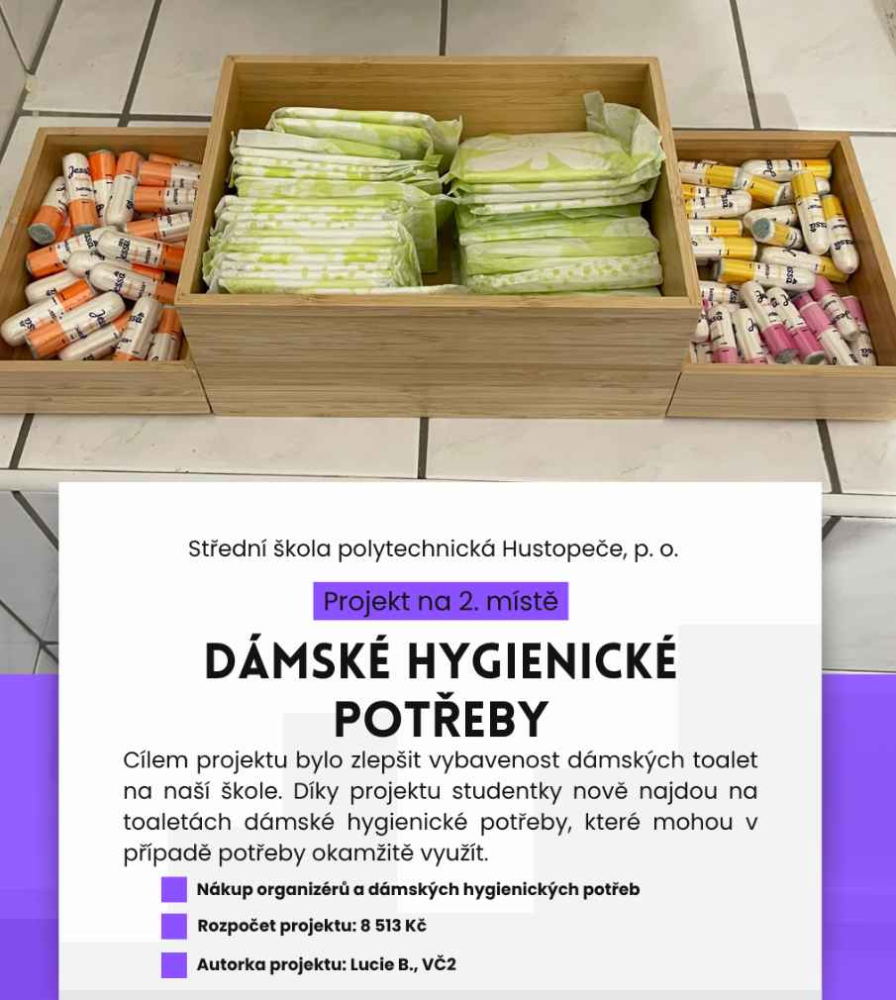 Jessa
Střední škola polytechnická Hustopeče, p. o.
Projekt na 2. místě
DÁMSKÉ HYGIENICKÉ
POTŘEBY
Cílem projektu bylo zlepšit vybavenost dámských toalet
na naší škole. Díky projektu studentky nově najdou na
toaletách dámské hygienické potřeby, které mohou v
případě potřeby okamžitě využít.
Nákup organizérů a dámských hygienických potřeb
Rozpočet projektu: 8 513 Kč
Autorka projektu: Lucie B., VČ2